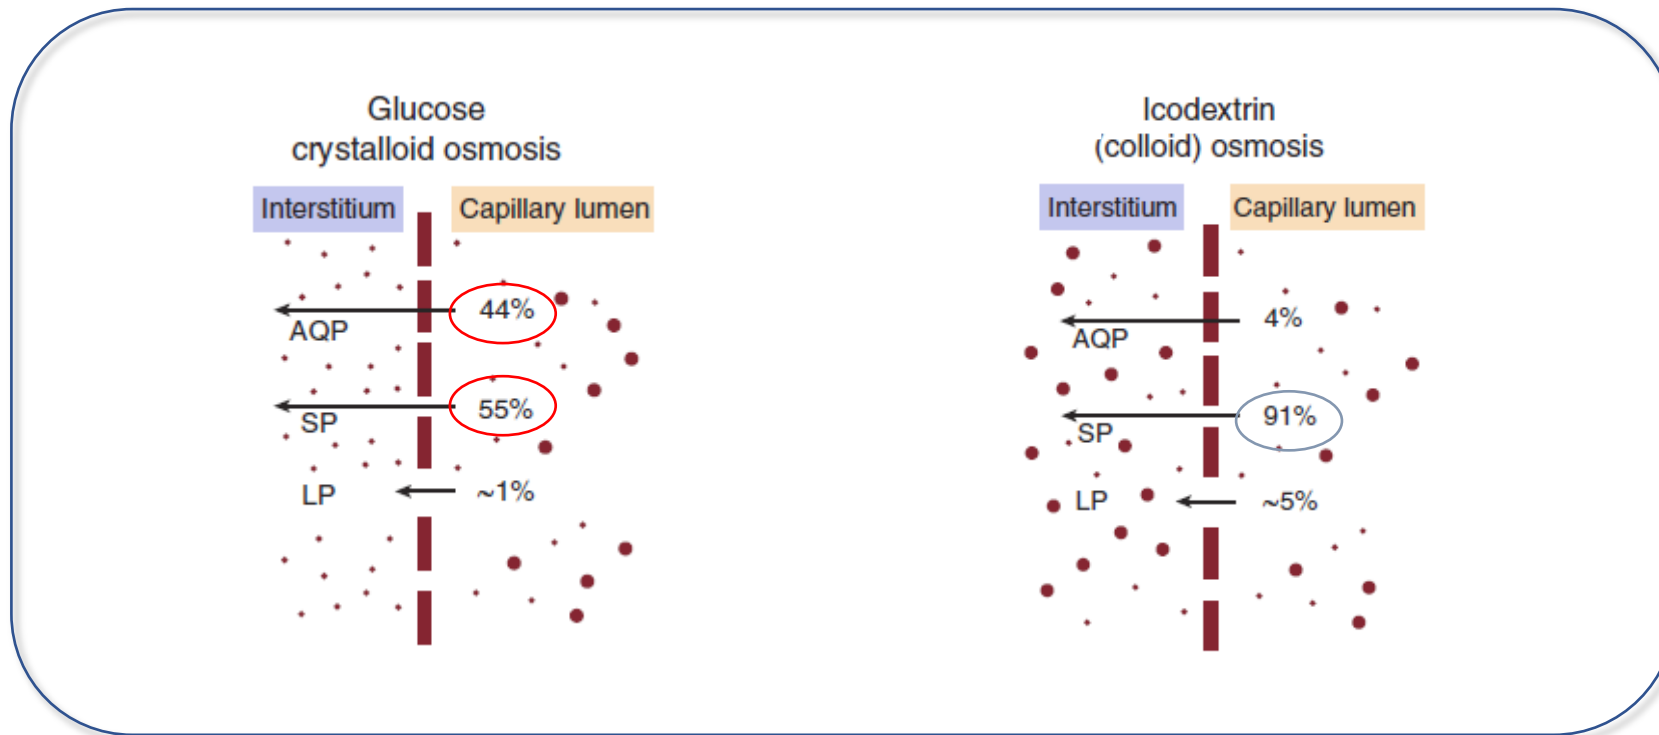 Glucose
crystalloid osmosis
Interstitium
Capillary lumen
44%
AQP
55%
SP
LP
~1%
Icodextrin
(colloid) osmosis
Interstitium
Capillary lumen
4%
AQP
91%
SP
LP
~5%